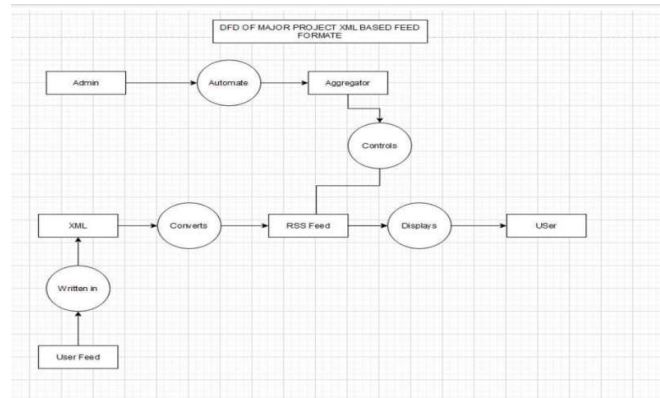 DFD OF MAJOR PROJECT XML BASED FEED
FORMATE
Admin
Automate
Aggregator
Controls
XML
Converts
RSS Feed
Displays
USer
Written in
User Feed